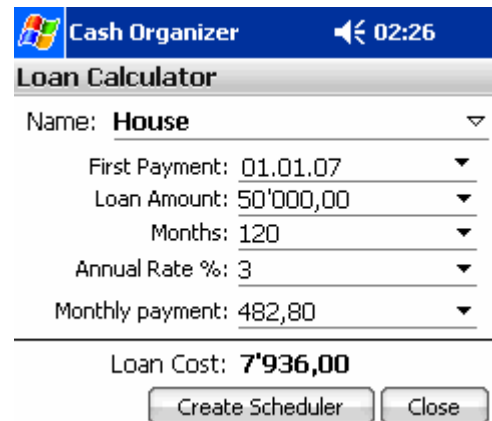 Cash Organizer 02:26
Loan Calculator
Name: House
First Payment: 01.01.07
Loan Amount: 50'000,00
Months: 120
Annual Rate %: 3
Monthly payment: 482,80
Loan Cost: 7'936,00
Create Scheduler Close